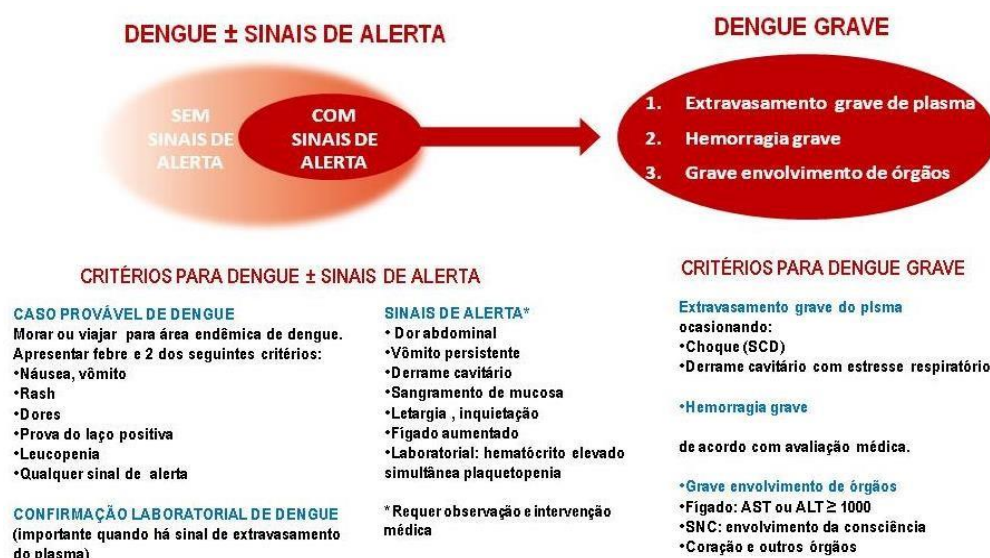 DENGUE ± SINAIS DE ALERTA
SEM
SINAIS DE
ALERTA
COM
SINAIS DE
ALERTA
DENGUE GRAVE
1. Extravasamento grave de plasma
2. Hemorragia grave
3. Grave envolvimento de órgãos
CRITÉRIOS PARA DENGUE ± SINAIS DE ALERTA
CASO PROVÁVEL DE DENGUE
Morar ou viajar para área endêmica de dengue.
Apresentar febre e 2 dos seguintes critérios:
•Náusea, vômito
•Rash
•Dores
•Prova do laço positiva
•Leucopenia
•Qualquer sinal de alerta
CONFIRMAÇÃO LABORATORIAL DE DENGUE
(importante quando há sinal de extravasamento
do plasma)
SINAIS DE ALERTA*
• Dor abdominal
•Vômito persistente
•Derrame cavitário
•Sangramento de mucosa
•Letargia , inquietação
•Fígado aumentado
•Laboratorial: hematócrito elevado
simultânea plaquetopenia
*Requer observação e intervenção
médica
CRITÉRIOS PARA DENGUE GRAVE
Extravasamento grave do plsma
ocasionando:
•Choque (SCD)
•Derrame cavitário com estresse respiratório
•Hemorragia grave
de acordo com avaliação médica.
•Grave envolvimento de órgãos
•Fígado: AST ou ALT ≥ 1000
•SNC: envolvimento da consciência
•Coração e outros órgãos